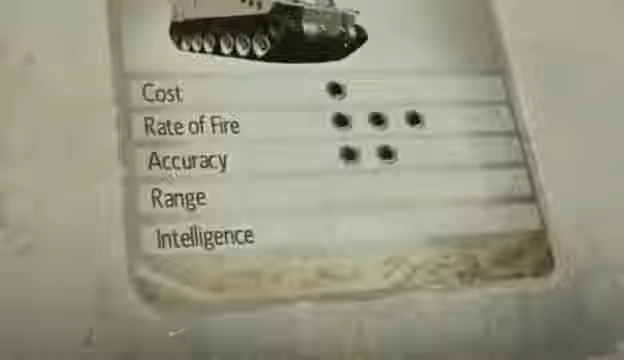 Cost
Rate of Fire
Accuracy
Range
Intelligence